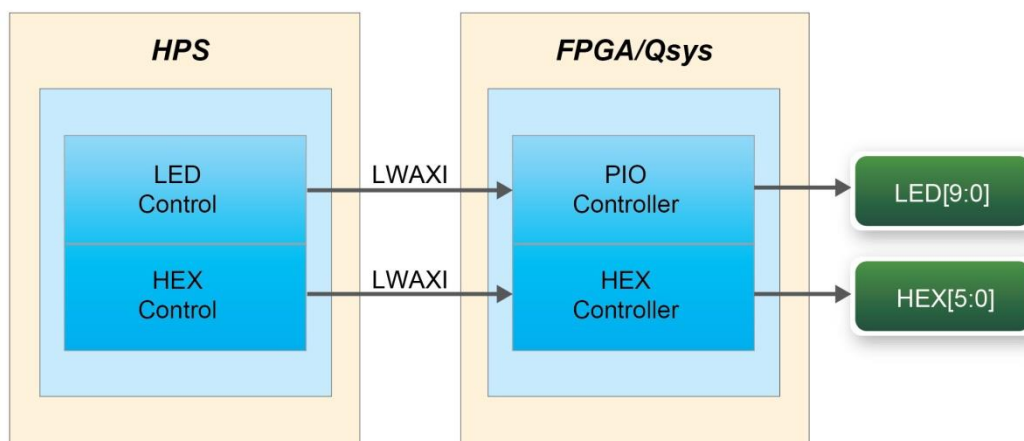 HPS
FPGA/Qsys
LED
Control
LWAXI
PIO
Controller
LED[9:0]
HEX
Control
LWAXI
HEX
Controller
HEX[5:0]